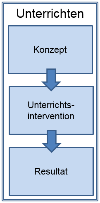 Unterrichten
Konzept
Unterrichts-
intervention
Resultat